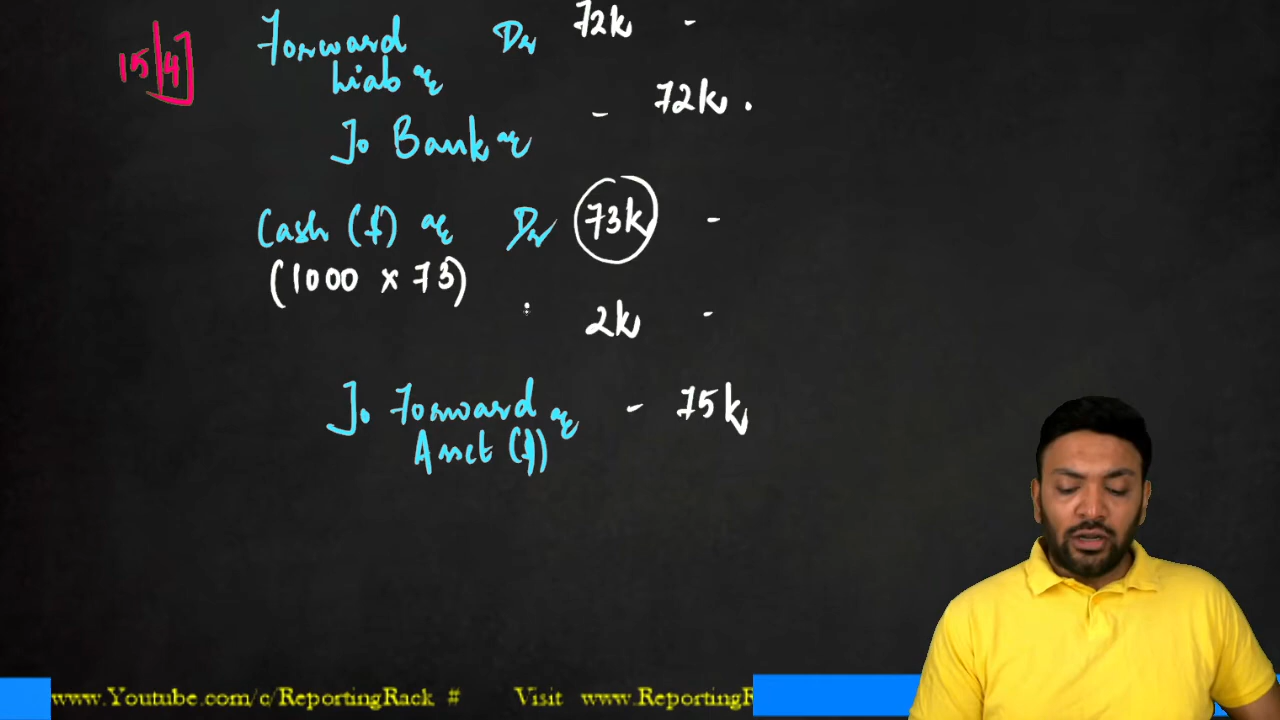 15/4]
Forward Dr 72k -
Liab a/c
To Bank a/c - 72k.
Cash (f) a/c Dr 73k -
(1000 x 73)
2k -
To Forward a/c - 75k
Asset (f)
www.Youtube.com/c/ReportingRack # Visit www.ReportingR